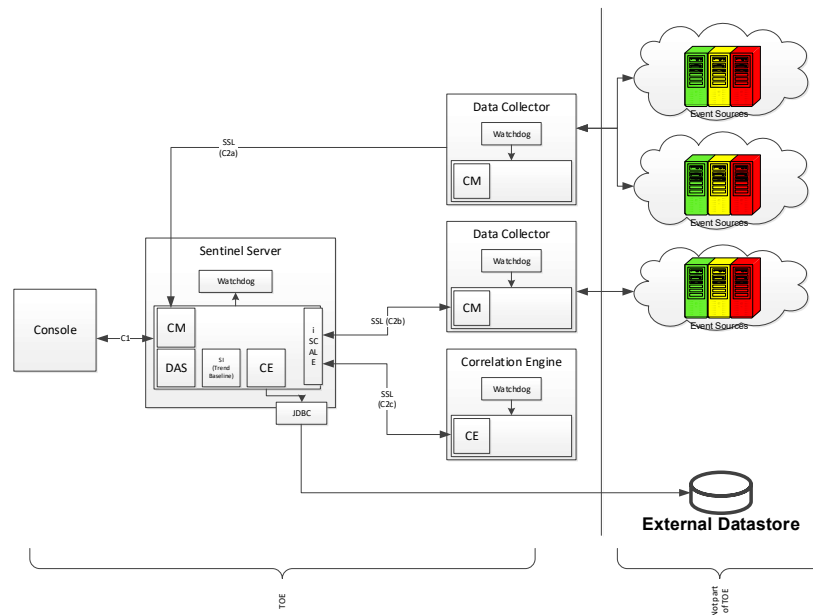 Data Collector
Watchdog
CM
Event Sources
SSL
(C2a)
Event Sources
Data Collector
Watchdog
CM
Event Sources
Sentinel Server
Watchdog
CM
DAS
SI
(Trend
Baseline)
CE
i
SC
AL
E
JDBC
Console
C1
SSL (C2b)
SSL
(C2c)
Correlation Engine
Watchdog
CE
External Datastore
TOE
Not part
of TOE